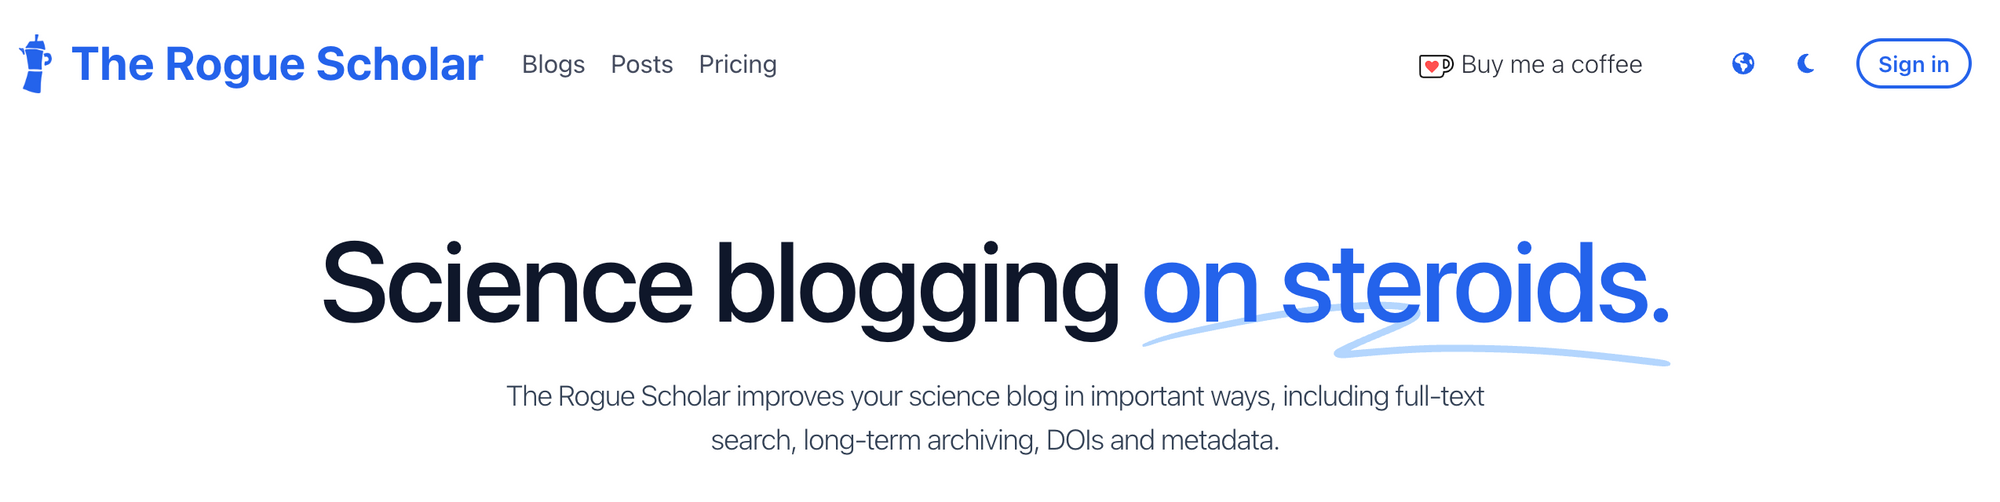 The Rogue Scholar
Blogs
Posts
Pricing
Buy me a coffee
Sign in
Science blogging on steroids.
The Rogue Scholar improves your science blog in important ways, including full-text
search, long-term archiving, DOIs and metadata.